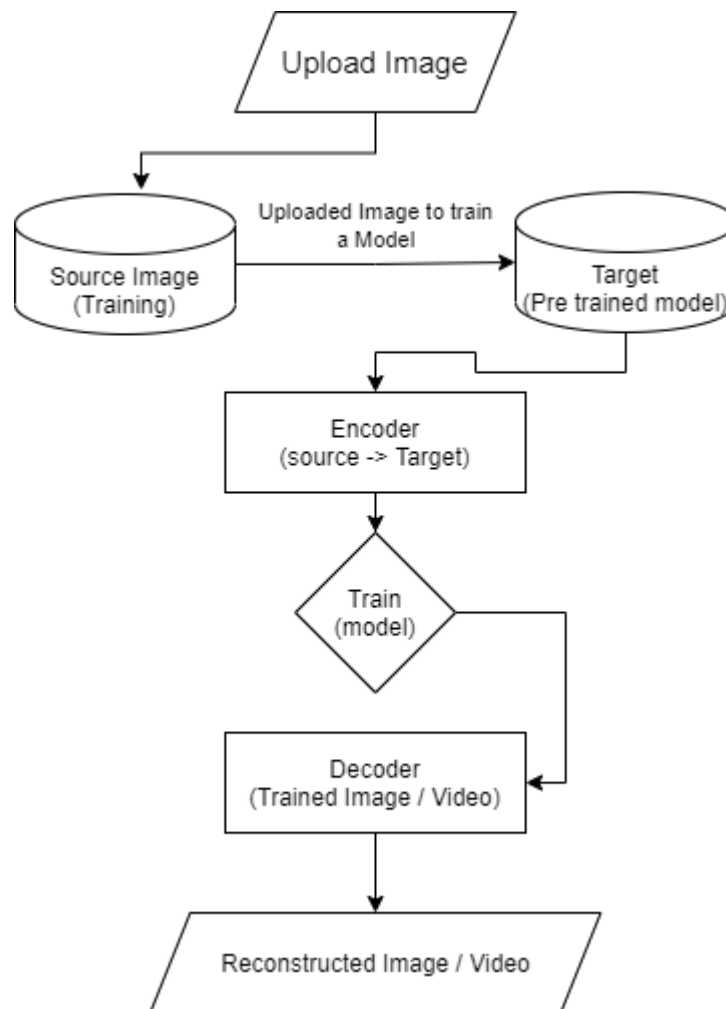 Upload Image
Uploaded Image to train
a Model
Source Image
(Training)
Target
(Pre trained model)
Encoder
(source -> Target)
Train
(model)
Decoder
(Trained Image / Video)
Reconstructed Image / Video